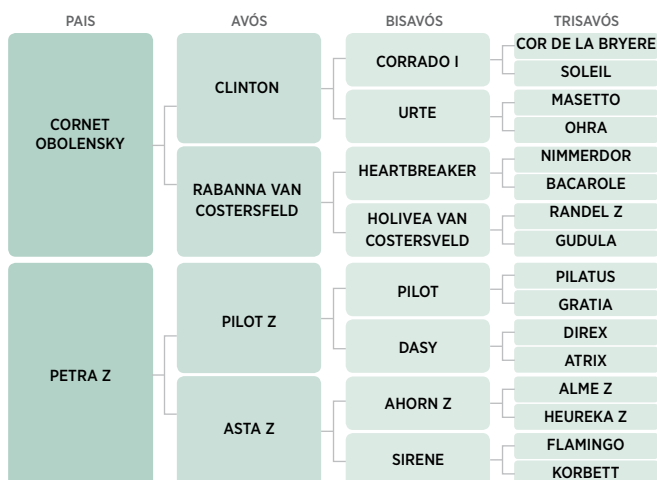 PAIS
AVÓS
BISAVÓS
TRISAVÓS
CORNET
OBOLENSKY
CLINTON
CORRADO I
COR DE LA BRYERE
SOLEIL
URTE
MASETTO
OHRA
RABANNA VAN
COSTERSFELD
HEARTBREAKER
NIMMERDOR
BACAROLE
HOLIVEA VAN
COSTERSVELD
RANDEL Z
GUDULA
PETRA Z
PILOT Z
PILOT
PILATUS
GRATIA
DASY
DIREX
ATRIX
ASTA Z
AHORN Z
ALME Z
HEUREKA Z
SIRENE
FLAMINGO
KORBETT